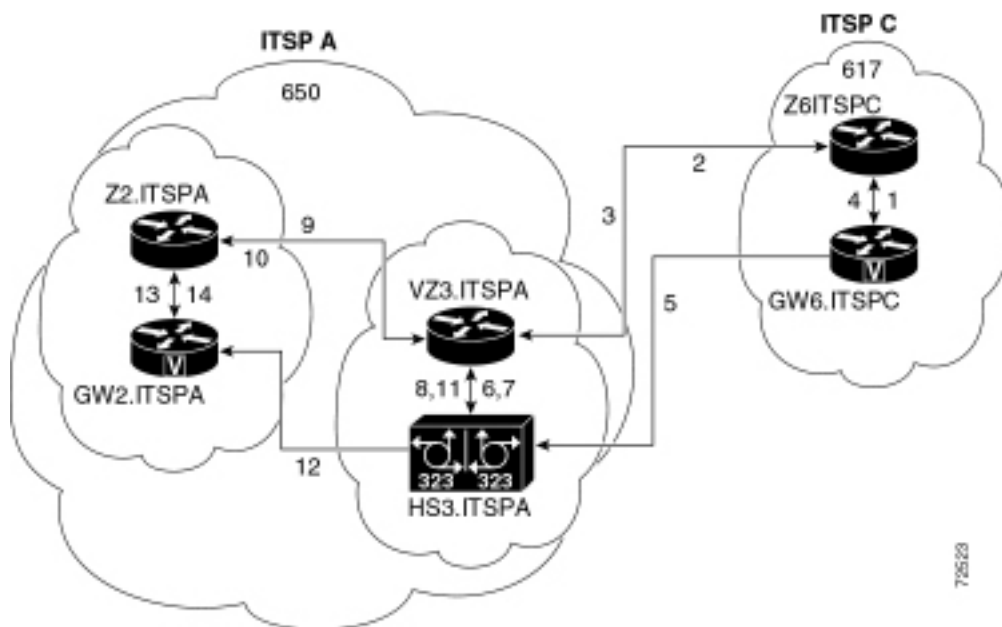 ITSP A
ITSP C
650
617
Z6ITSPC
Z2.ITSPA
9
10
3
2
4 1
VZ3.ITSPA
GW6.ITSPC
V
5
13 14
GW2.ITSPA
V
8,11 6,7
12
323 323
HS3.ITSPA
72523